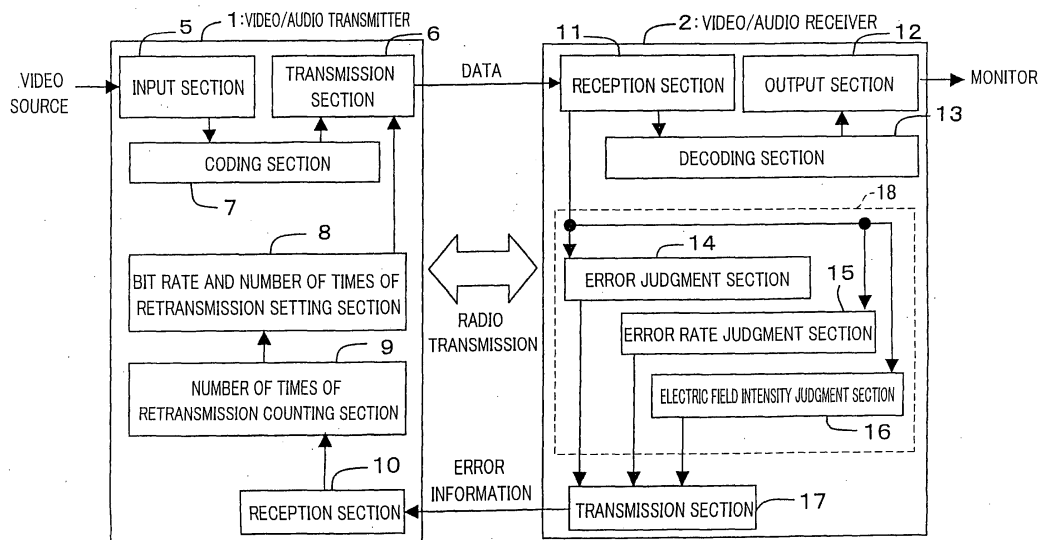 1:VIDEO/AUDIO TRANSMITTER
5
6
VIDEO
SOURCE
INPUT SECTION
TRANSMISSION
SECTION
CODING SECTION
7
8
BIT RATE AND NUMBER OF TIMES OF
RETRANSMISSION SETTING SECTION
9
NUMBER OF TIMES OF
RETRANSMISSION COUNTING SECTION
10
RECEPTION SECTION
DATA
RADIO
TRANSMISSION
ERROR
INFORMATION
2: VIDEO/AUDIO RECEIVER
11
12
RECEPTION SECTION
OUTPUT SECTION
MONITOR
13
DECODING SECTION
18
14
ERROR JUDGMENT SECTION
15
ERROR RATE JUDGMENT SECTION
ELECTRIC FIELD INTENSITY JUDGMENT SECTION
16
TRANSMISSION SECTION
17